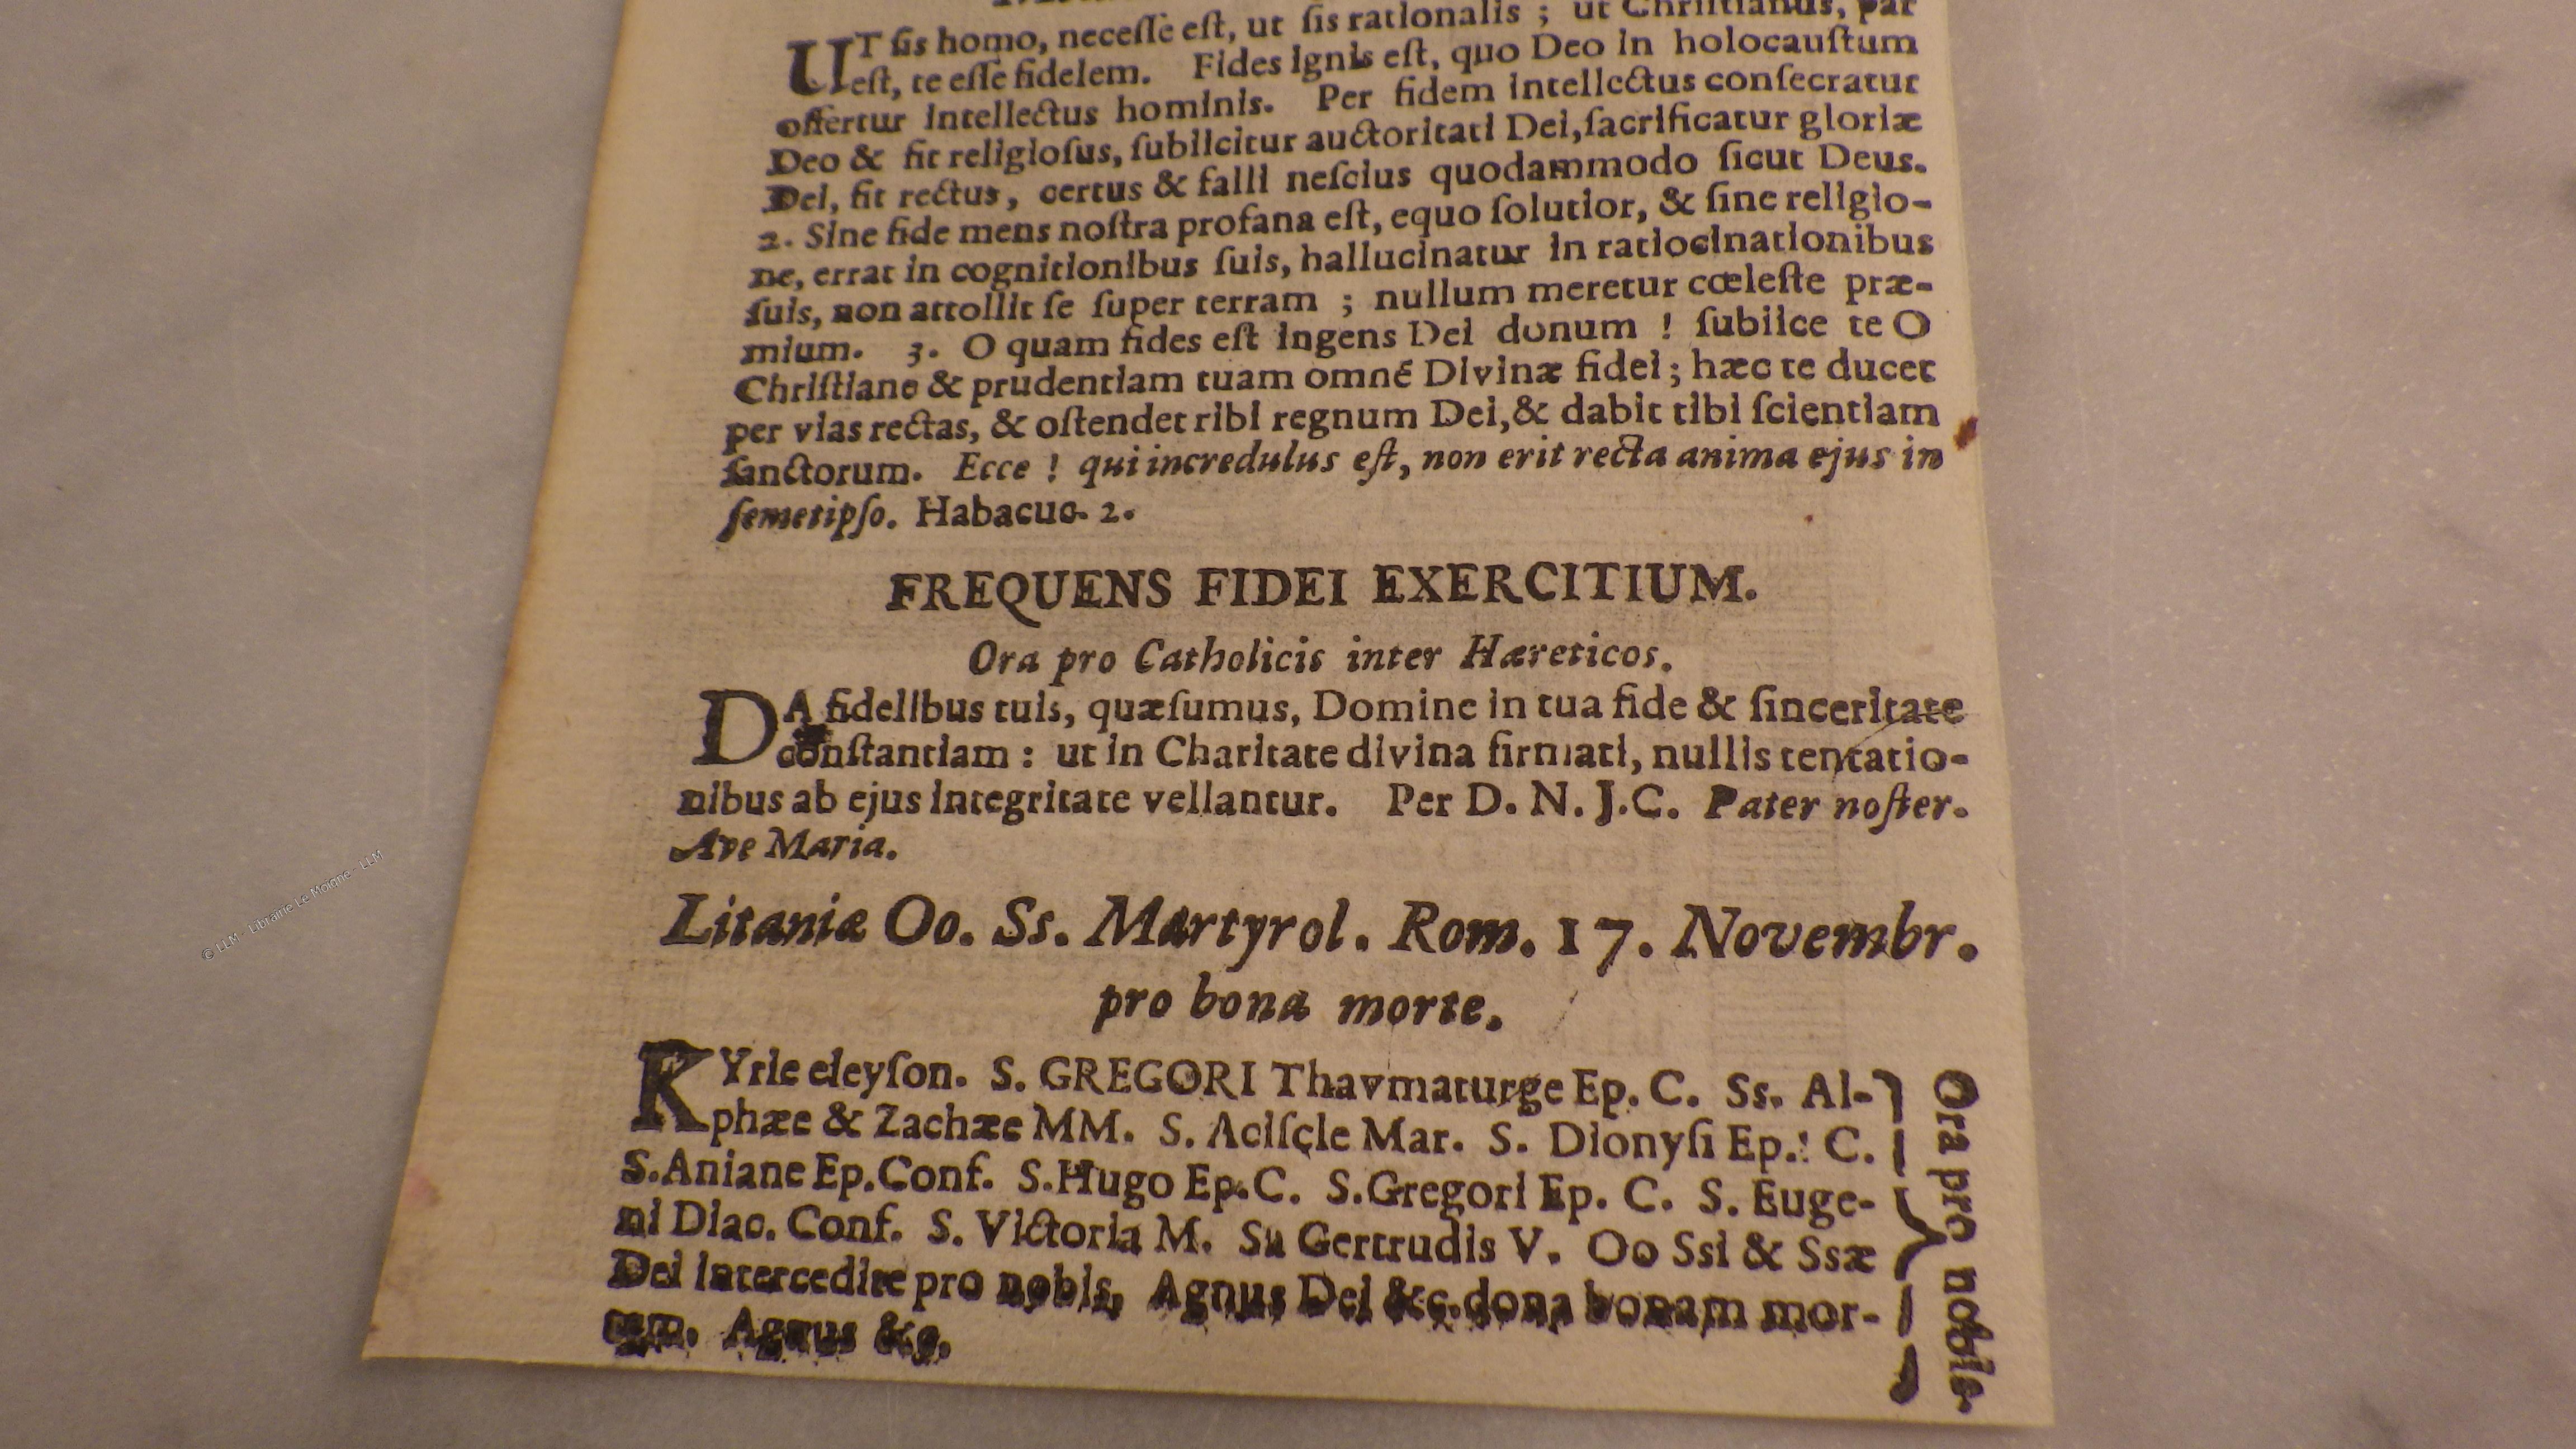 UT ſis homo, neceſſe eſt, ut ſis rationalis ; ut Chriſtianus, par
eſt, te eſſe fidelem. Fides ignis eſt, quo Deo in holocauſtum
offertur intellectus hominis. Per fidem intellectus conſecratur
Deo & fit religioſus, ſubiicitur auctoritati Dei, ſacrificatur gloriæ
Dei, fit rectus, certus & falli neſcius quodammodo ſicut Deus.
2. Sine fide mens noſtra profana eſt, equo ſolutior, & ſine religio-
ne, errat in cognitionibus ſuis, hallucinatur in ratiocinationibus
ſuis, non attollit ſe ſuper terram ; nullum meretur cœleſte præ-
mium. 3. O quam fides eſt ingens Dei donum ! ſubiice te O
Chriſtiane & prudentiam tuam omné Divinæ fidei ; hæc te ducet
per vias rectas, & oſtendet tibi regnum Dei, & dabit tibi ſcientiam
ſanctorum. Ecce ! qui incredulus eſt, non erit recta anima ejus in
ſemetipſo. Habacuc. 2.
FREQUENS FIDEI EXERCITIUM.
Ora pro Catholicis inter Hæreticos.
DA fidelibus tuis, quæſumus, Domine in tua fide & ſinceritate
conſtantiam : ut in Charitate divina firmati, nullis tentatio-
nibus ab ejus integritate vellantur. Per D. N. J. C. Pater noſter.
Ave Maria.
Litaniæ Oo. Ss. Martyrol. Rom. 17. Novembr.
pro bona morte.
KYrie eleyſon. S. GREGORI Thavmaturge Ep. C. Ss. Al-
phæe & Zachæe MM. S. Aciſcle Mar. S. Dionyſi Ep. C.
S. Aniane Ep. Conf. S. Hugo Ep. C. S. Gregori Ep. C. S. Euge-
ni Diac. Conf. S. Victoria M. Sa Gertrudis V. Oo Ssi & Ssæ
Dei intercedite pro nobis, Agnus Dei &c. dona bonam mor-
tem. Agnus &c.
Ora pro nobis.
© LLM - Librairie Le Moigne - LLM